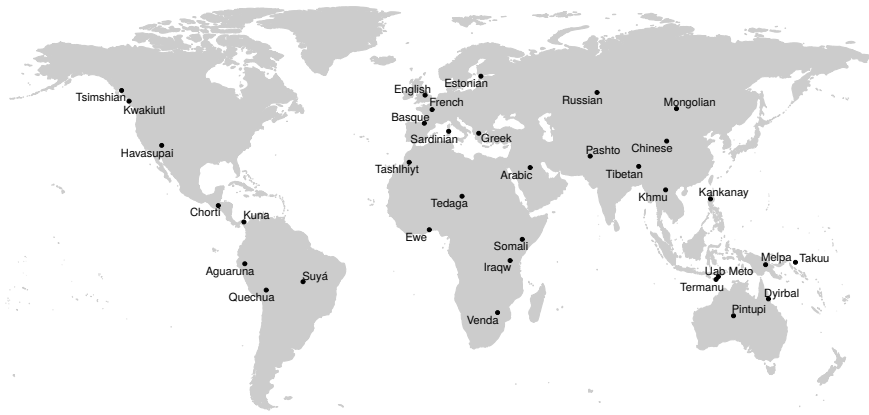 Estonian
English
Tsimshian
French
Russian
Mongolian
Kwakiutl
Basque
Sardinian
Greek
Havasupai
Pashto
Chinese
Tashlhiyt
Arabic
Tibetan
Khmu
Kankanay
Tedaga
Chorti
Kuna
Ewe
Somali
Iraqw
Melpa
Takuu
Aguaruna
Suyá
Uab Meto
Termanu
Quechua
Dyirbal
Pintupi
Venda